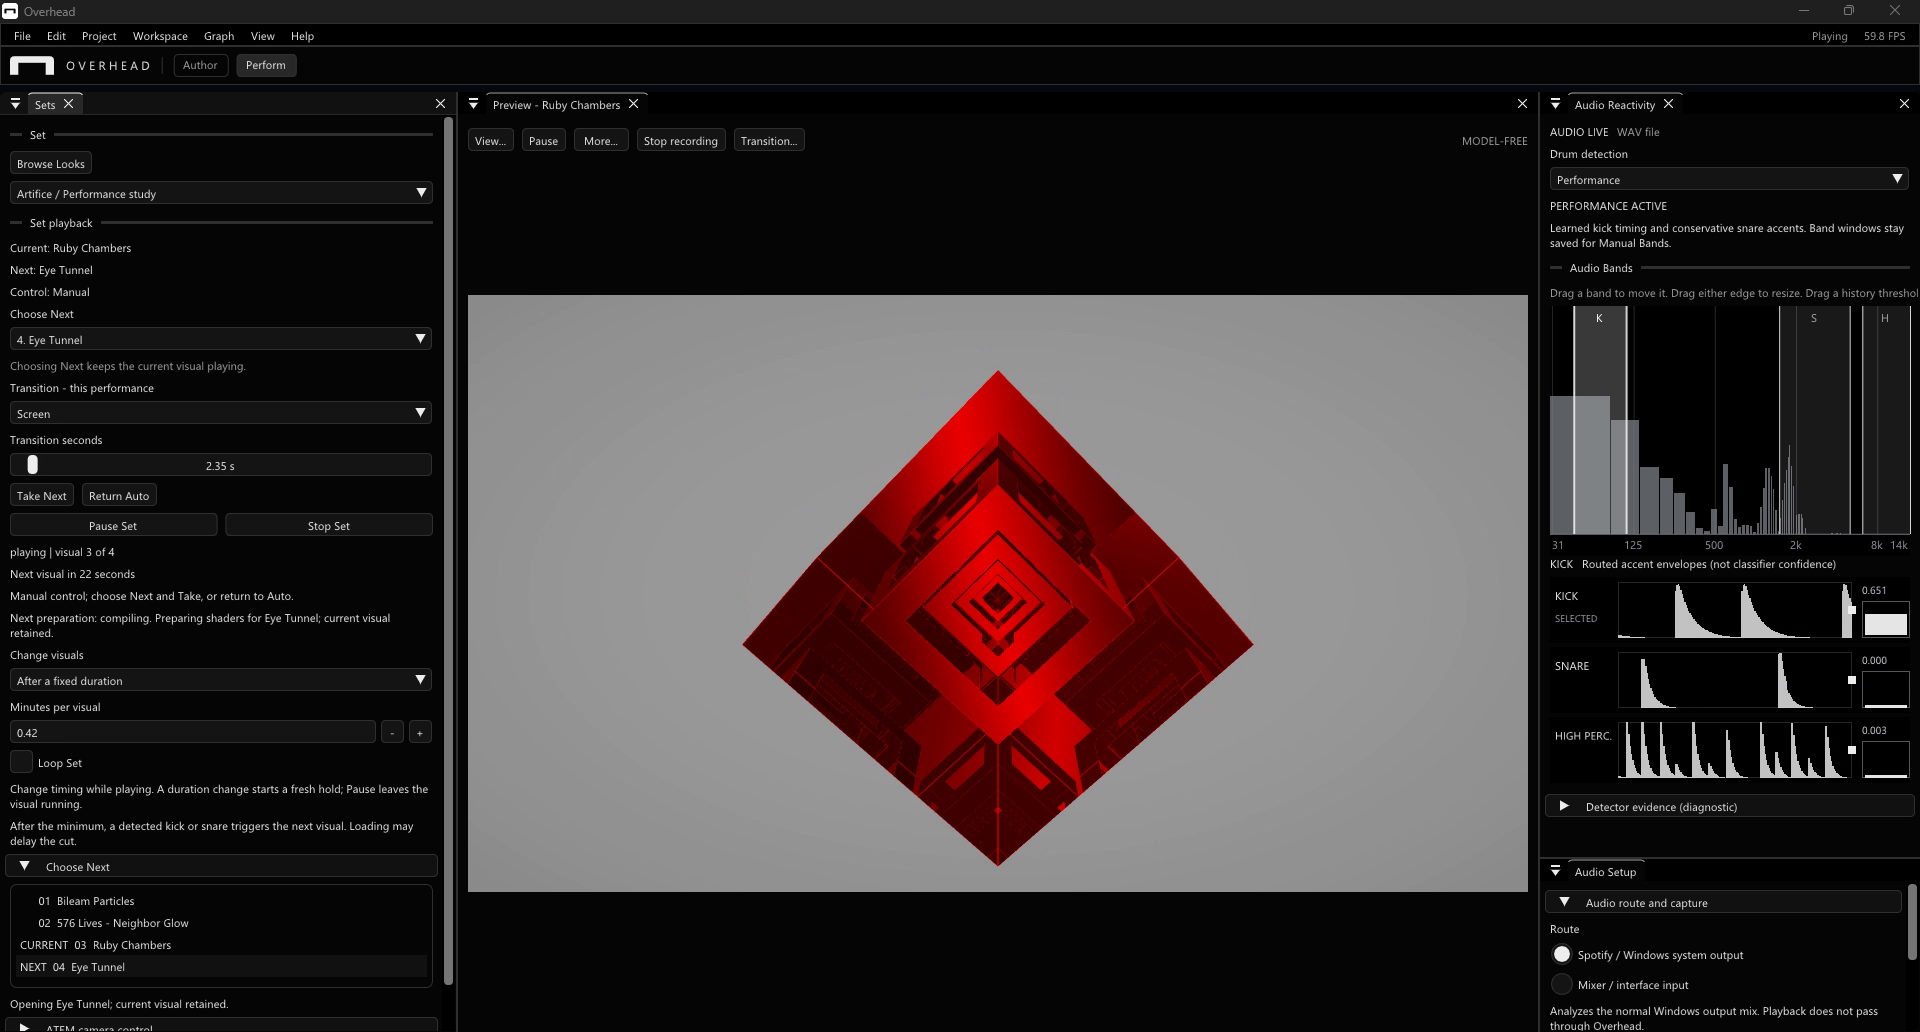 Overhead
File Edit Project Workspace Graph View Help
Playing 59.8 FPS
OVERHEAD
Author
Perform
Sets
Set
Browse Looks
Artifice / Performance study
Set playback
Current: Ruby Chambers
Next: Eye Tunnel
Control: Manual
Choose Next
4. Eye Tunnel
Choosing Next keeps the current visual playing.
Transition - this performance
Screen
Transition seconds
2.35 s
Take Next
Return Auto
Pause Set
Stop Set
playing | visual 3 of 4
Next visual in 22 seconds
Manual control; choose Next and Take, or return to Auto.
Next preparation: compiling. Preparing shaders for Eye Tunnel; current visual
retained.
Change visuals
After a fixed duration
Minutes per visual
0.42
-
+
Loop Set
Change timing while playing. A duration change starts a fresh hold; Pause leaves the
visual running.
After the minimum, a detected kick or snare triggers the next visual. Loading may
delay the cut.
Choose Next
01 Bileam Particles
02 576 Lives - Neighbor Glow
CURRENT 03 Ruby Chambers
NEXT 04 Eye Tunnel
Opening Eye Tunnel; current visual retained.
ATEM camera control
Preview - Ruby Chambers
View...
Pause
More...
Stop recording
Transition...
MODEL-FREE
Audio Reactivity
AUDIO LIVE WAV file
Drum detection
Performance
PERFORMANCE ACTIVE
Learned kick timing and conservative snare accents. Band windows stay
saved for Manual Bands.
Audio Bands
Drag a band to move it. Drag either edge to resize. Drag a history threshol
K
S
H
31 125 500 2k 8k 14k
KICK Routed accent envelopes (not classifier confidence)
KICK
SELECTED
0.651
SNARE
0.000
HIGH PERC.
0.003
Detector evidence (diagnostic)
Audio Setup
Audio route and capture
Route
Spotify / Windows system output
Mixer / interface input
Analyzes the normal Windows output mix. Playback does not pass
through Overhead.